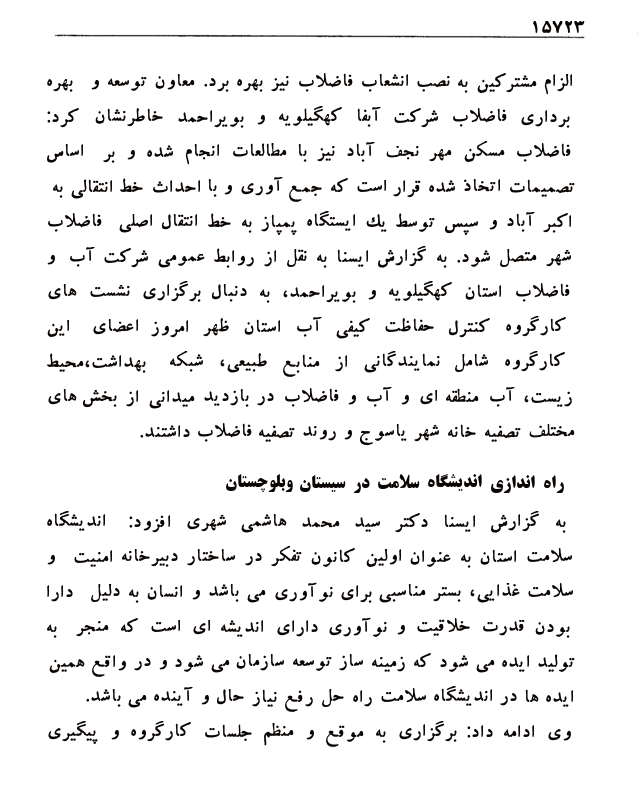 ۱۵۷۲۳
الزام مشترکین به نصب انشعاب فاضلاب نیز بهره برد. معاون توسعه و بهره
برداری فاضلاب شرکت آبفا کهگیلویه و بویراحمد خاطرنشان کرد:
فاضلاب مسکن مهر نجف آباد نیز با مطالعات انجام شده و بر اساس
تصمیمات اتخاذ شده قرار است که جمع آوری و با احداث خط انتقالی به
اکبر آباد و سپس توسط یك ایستگاه پمپاز به خط انتقال اصلی فاضلاب
شهر متصل شود. به گزارش ایسنا به نقل از روابط عمومی شرکت آب و
فاضلاب استان کهگیلویه و بویراحمد، به دنبال برگزاری نشست های
کارگروه کنترل حفاظت کیفی آب استان ظهر امروز اعضای این
کارگروه شامل نمایندگانی از منابع طبیعی، شبکه بهداشت،محیط
زیست، آب منطقه ای و آب و فاضلاب در بازدید میدانی از بخش های
مختلف تصفیه خانه شهر یاسوج و روند تصفیه فاضلاب داشتند.
راه اندازی اندیشگاه سلامت در سیستان وبلوچستان
به گزارش ایسنا دکتر سید محمد هاشمی شهری افزود: اندیشگاه
سلامت استان به عنوان اولین کانون تفکر در ساختار دبیرخانه امنیت و
سلامت غذایی، بستر مناسبی برای نوآوری می باشد و انسان به دلیل دارا
بودن قدرت خلاقیت و نوآوری دارای اندیشه ای است که منجر به
تولید ایده می شود که زمینه ساز توسعه سازمان می شود و در واقع همین
ایده ها در اندیشگاه سلامت راه حل رفع نیاز حال و آینده می باشد.
وی ادامه داد: برگزاری به موقع و منظم جلسات کارگروه و پیگیری